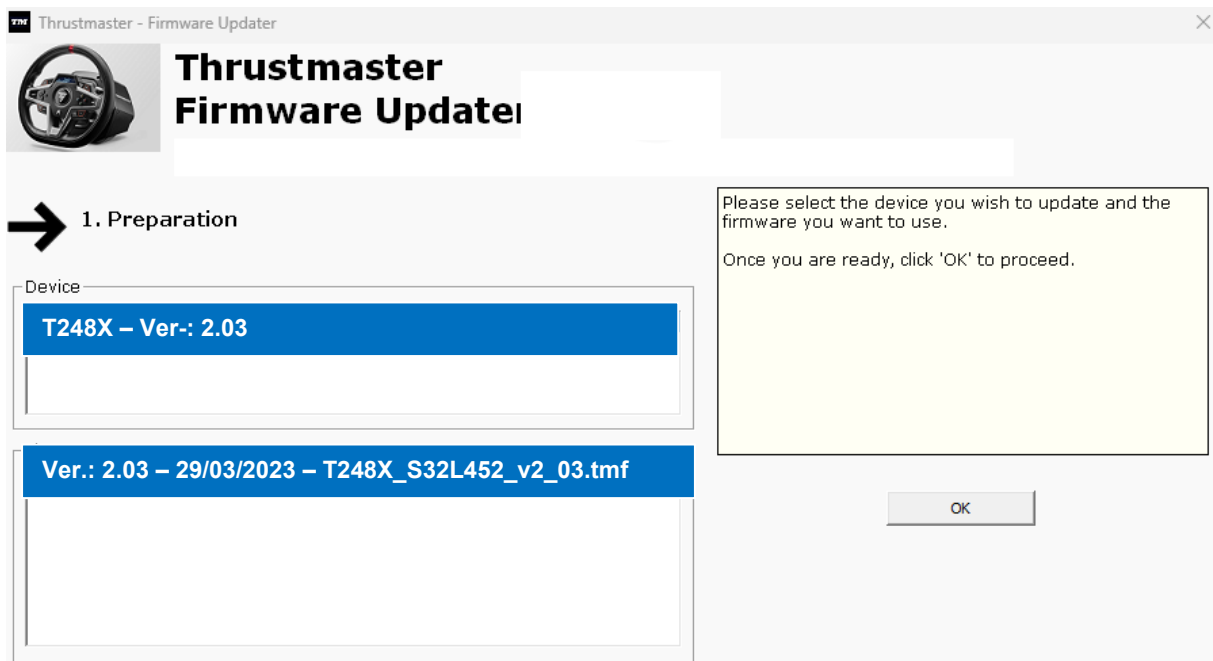 TM Thrustmaster - Firmware Updater
Thrustmaster
Firmware Updater
1. Preparation
Please select the device you wish to update and the
firmware you want to use.
Once you are ready, click 'OK' to proceed.
Device
T248X – Ver-: 2.03
Ver.: 2.03 – 29/03/2023 – T248X_S32L452_v2_03.tmf
OK